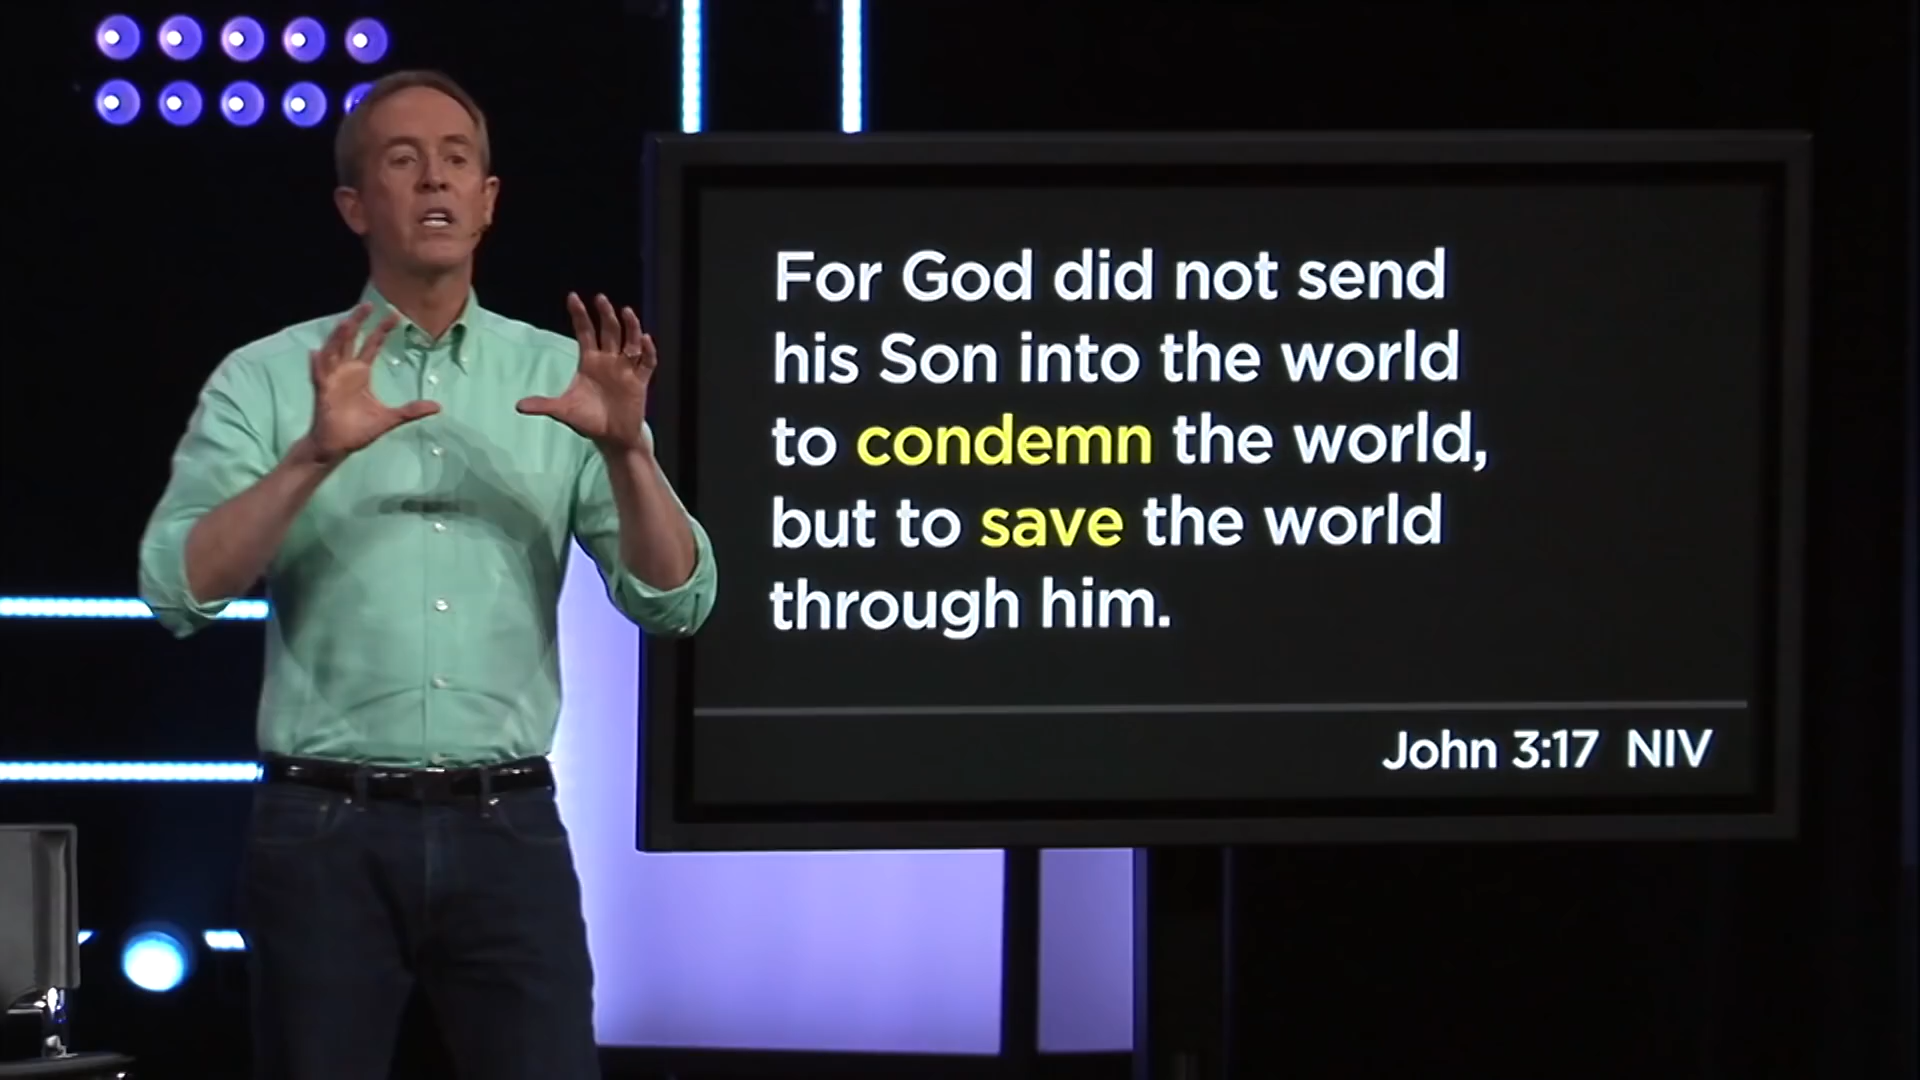 For God did not send
his Son into the world
to condemn the world,
but to save the world
through him.
John 3:17 NIV